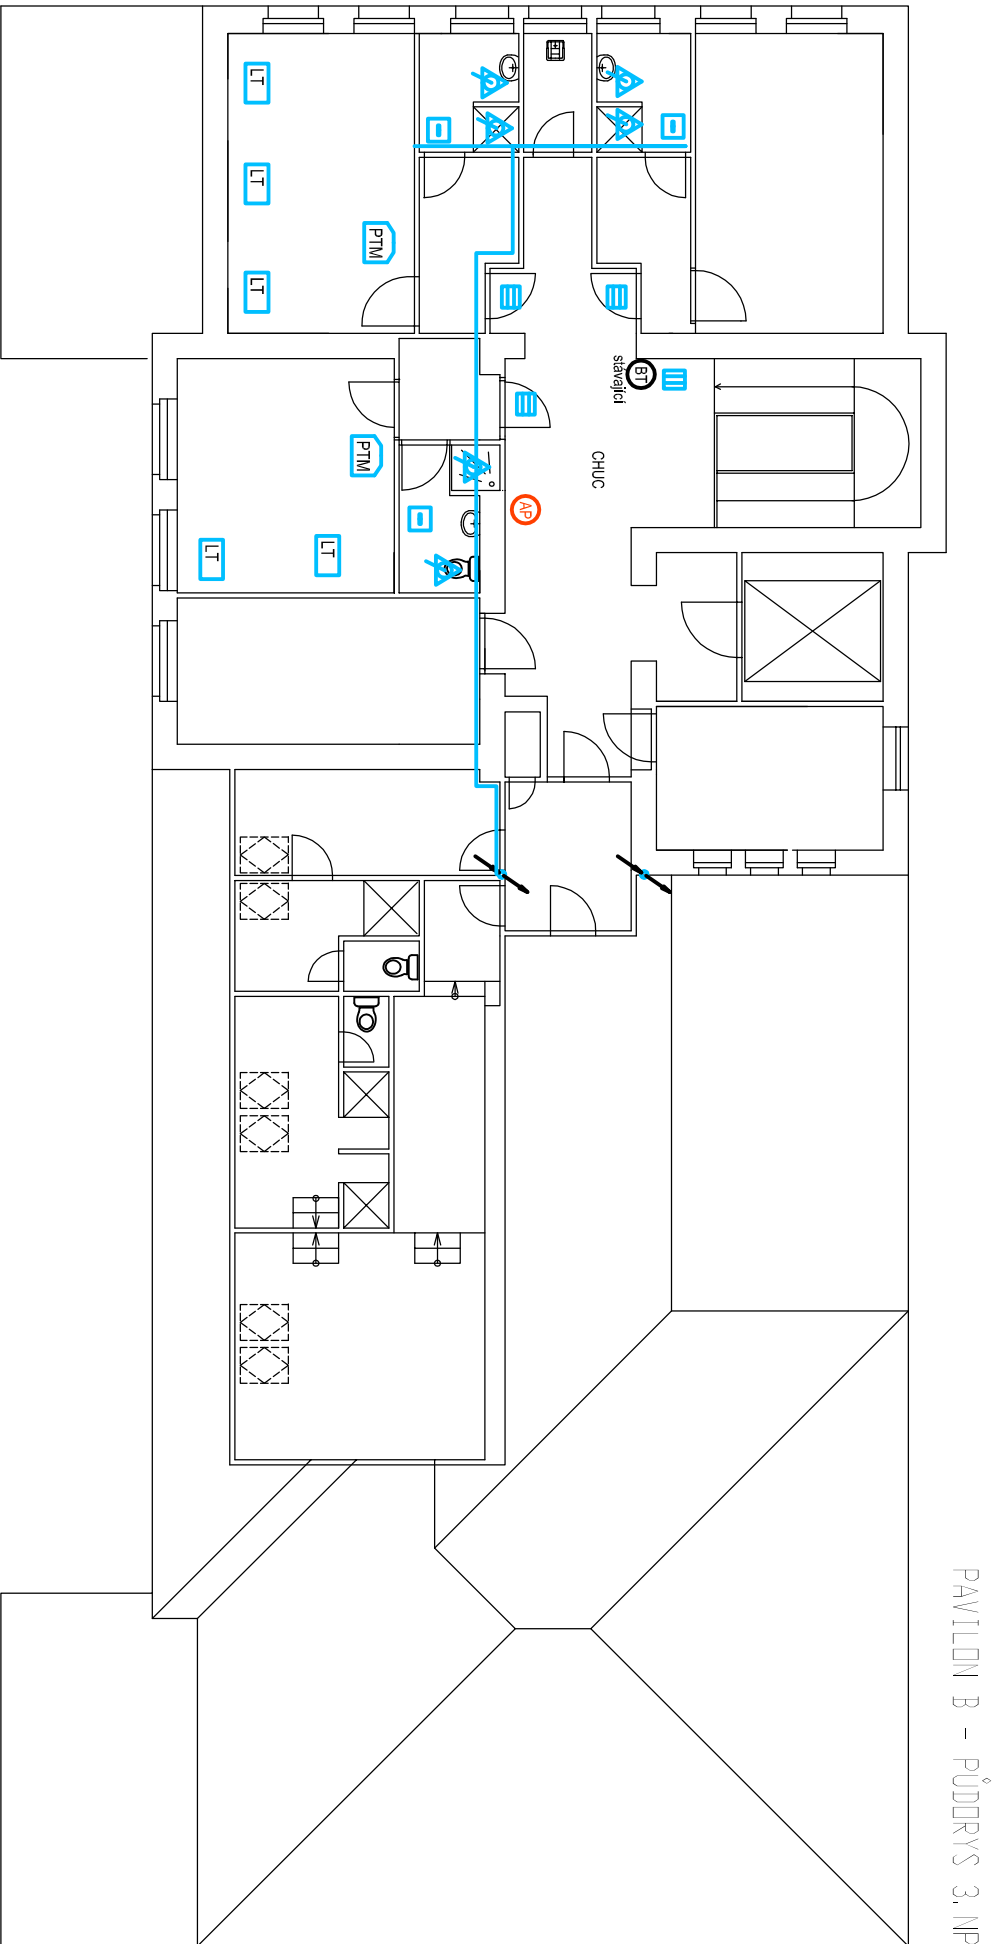 PAVILON B - PŮDORYS 3. NP
LT
LT
LT
PTM
stávající
BT
CHUC
PTM
AP
LT
LT